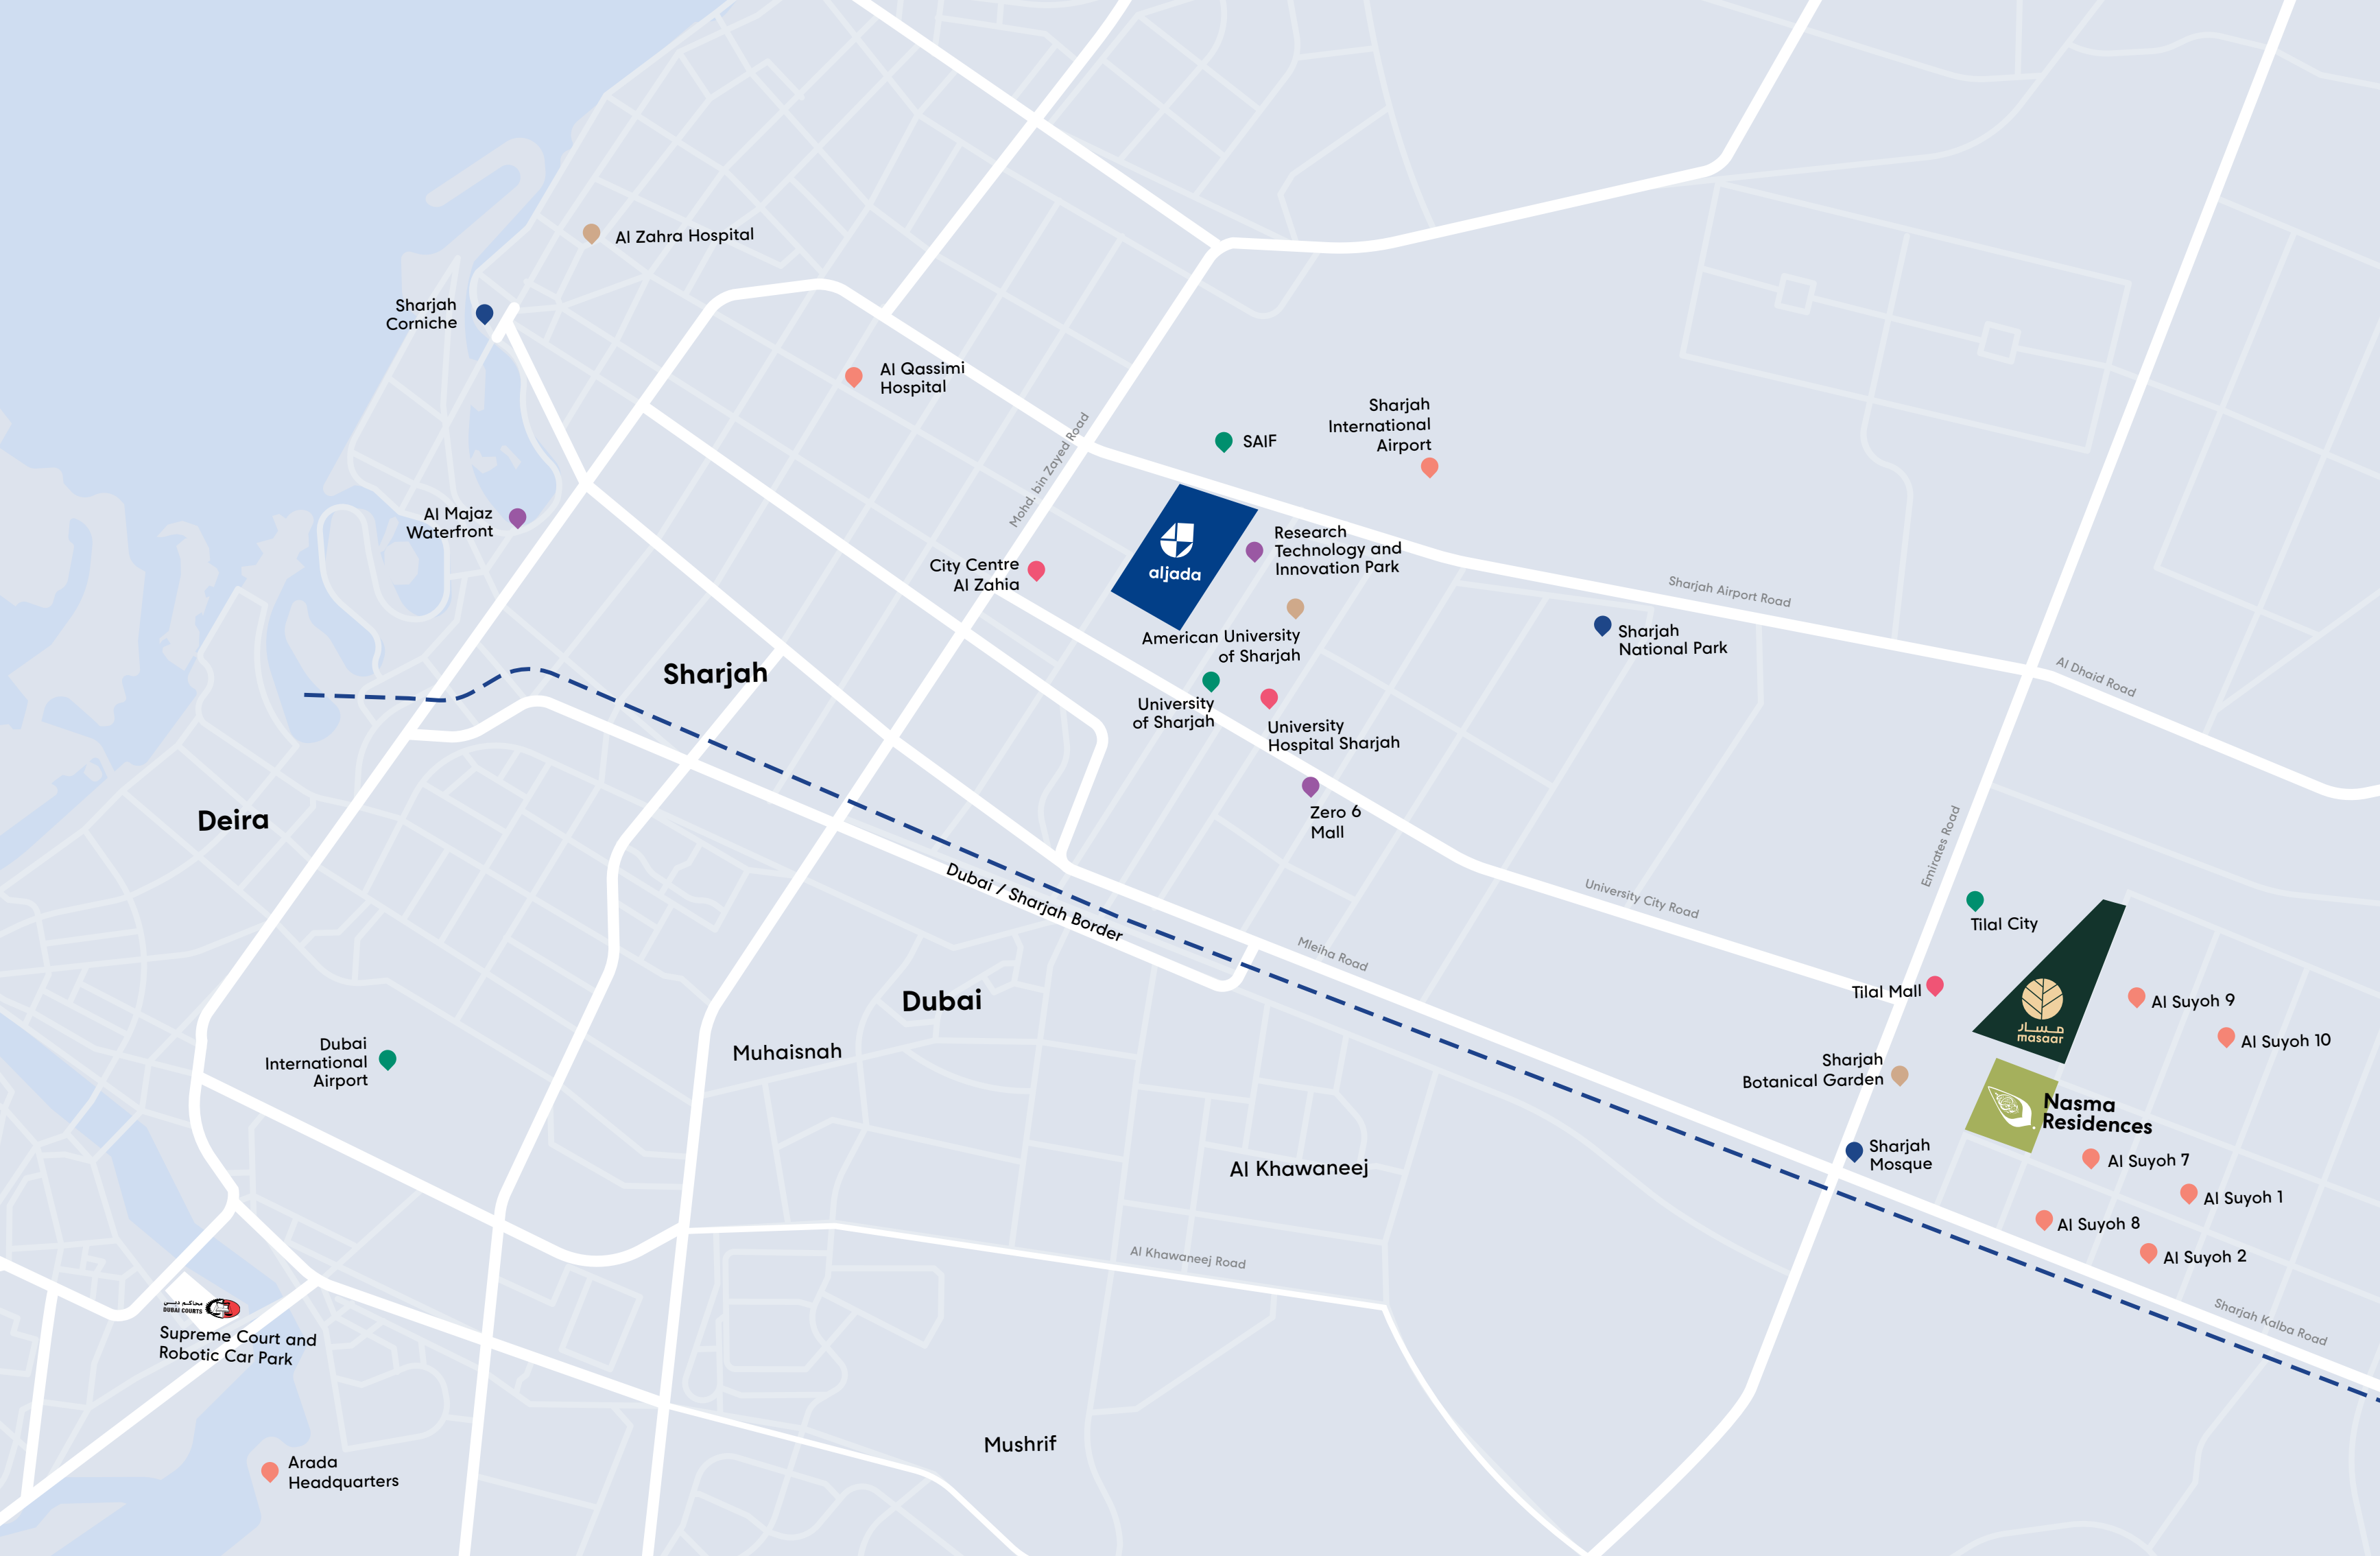 Al Zahra Hospital
Sharjah
Corniche
Al Qassimi
Hospital
Mohd. bin Zayed Road
SAIF
Sharjah
International
Airport
Al Majaz
Waterfront
aljada
Research
Technology and
Innovation Park
City Centre
Al Zahia
American University
of Sharjah
Sharjah Airport Road
Sharjah
National Park
Al Dhaid Road
Sharjah
University
of Sharjah
University
Hospital Sharjah
Zero 6
Mall
Deira
Emirates Road
Dubai / Sharjah Border
University City Road
Tilal City
Mleiha Road
Dubai
Tilal Mall
مسار
masaar
Al Suyoh 9
Al Suyoh 10
Muhaisnah
Dubai
International
Airport
Sharjah
Botanical Garden
Nasma
Residences
Sharjah
Mosque
Al Khawaneej
Al Suyoh 7
Al Suyoh 1
Al Suyoh 8
Al Suyoh 2
Al Khawaneej Road
محاكم دبي
DUBAI COURTS
Supreme Court and
Robotic Car Park
Sharjah Kalba Road
Mushrif
Arada
Headquarters